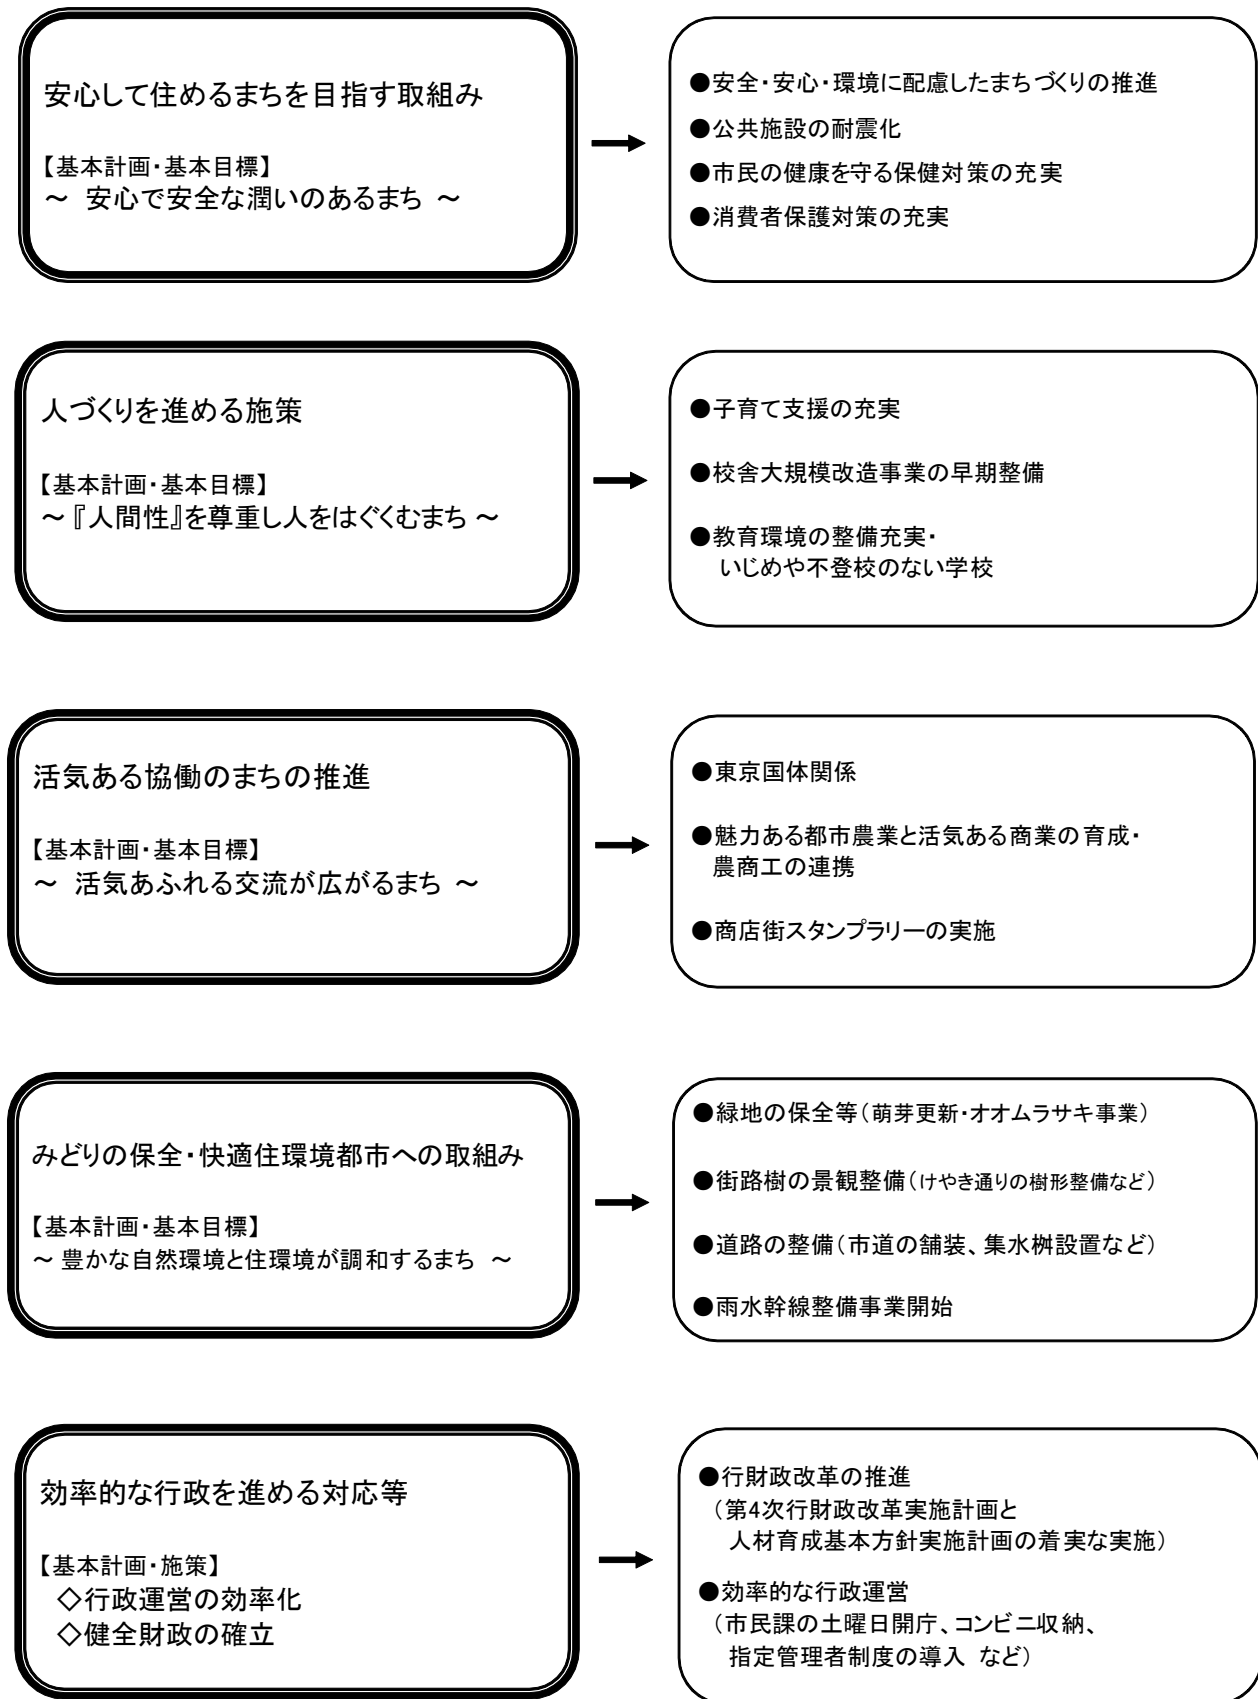 安心して住めるまちを目指す取組み
【基本計画・基本目標】
～ 安心で安全な潤いのあるまち ～
●安全・安心・環境に配慮したまちづくりの推進
●公共施設の耐震化
●市民の健康を守る保健対策の充実
●消費者保護対策の充実
人づくりを進める施策
【基本計画・基本目標】
～『人間性』を尊重し人をはぐくむまち ～
●子育て支援の充実
●校舎大規模改造事業の早期整備
●教育環境の整備充実・
いじめや不登校のない学校
活気ある協働のまちの推進
【基本計画・基本目標】
～ 活気あふれる交流が広がるまち ～
●東京国体関係
●魅力ある都市農業と活気ある商業の育成・
農商工の連携
●商店街スタンプラリーの実施
みどりの保全・快適住環境都市への取組み
【基本計画・基本目標】
～ 豊かな自然環境と住環境が調和するまち ～
●緑地の保全等（萌芽更新・オオムラサキ事業）
●街路樹の景観整備（けやき通りの樹形整備など）
●道路の整備（市道の舗装、集水桝設置など）
●雨水幹線整備事業開始
効率的な行政を進める対応等
【基本計画・施策】
◇行政運営の効率化
◇健全財政の確立
●行財政改革の推進
（第4次行財政改革実施計画と
人材育成基本方針実施計画の着実な実施）
●効率的な行政運営
（市民課の土曜日開庁、コンビニ収納、
指定管理者制度の導入 など）